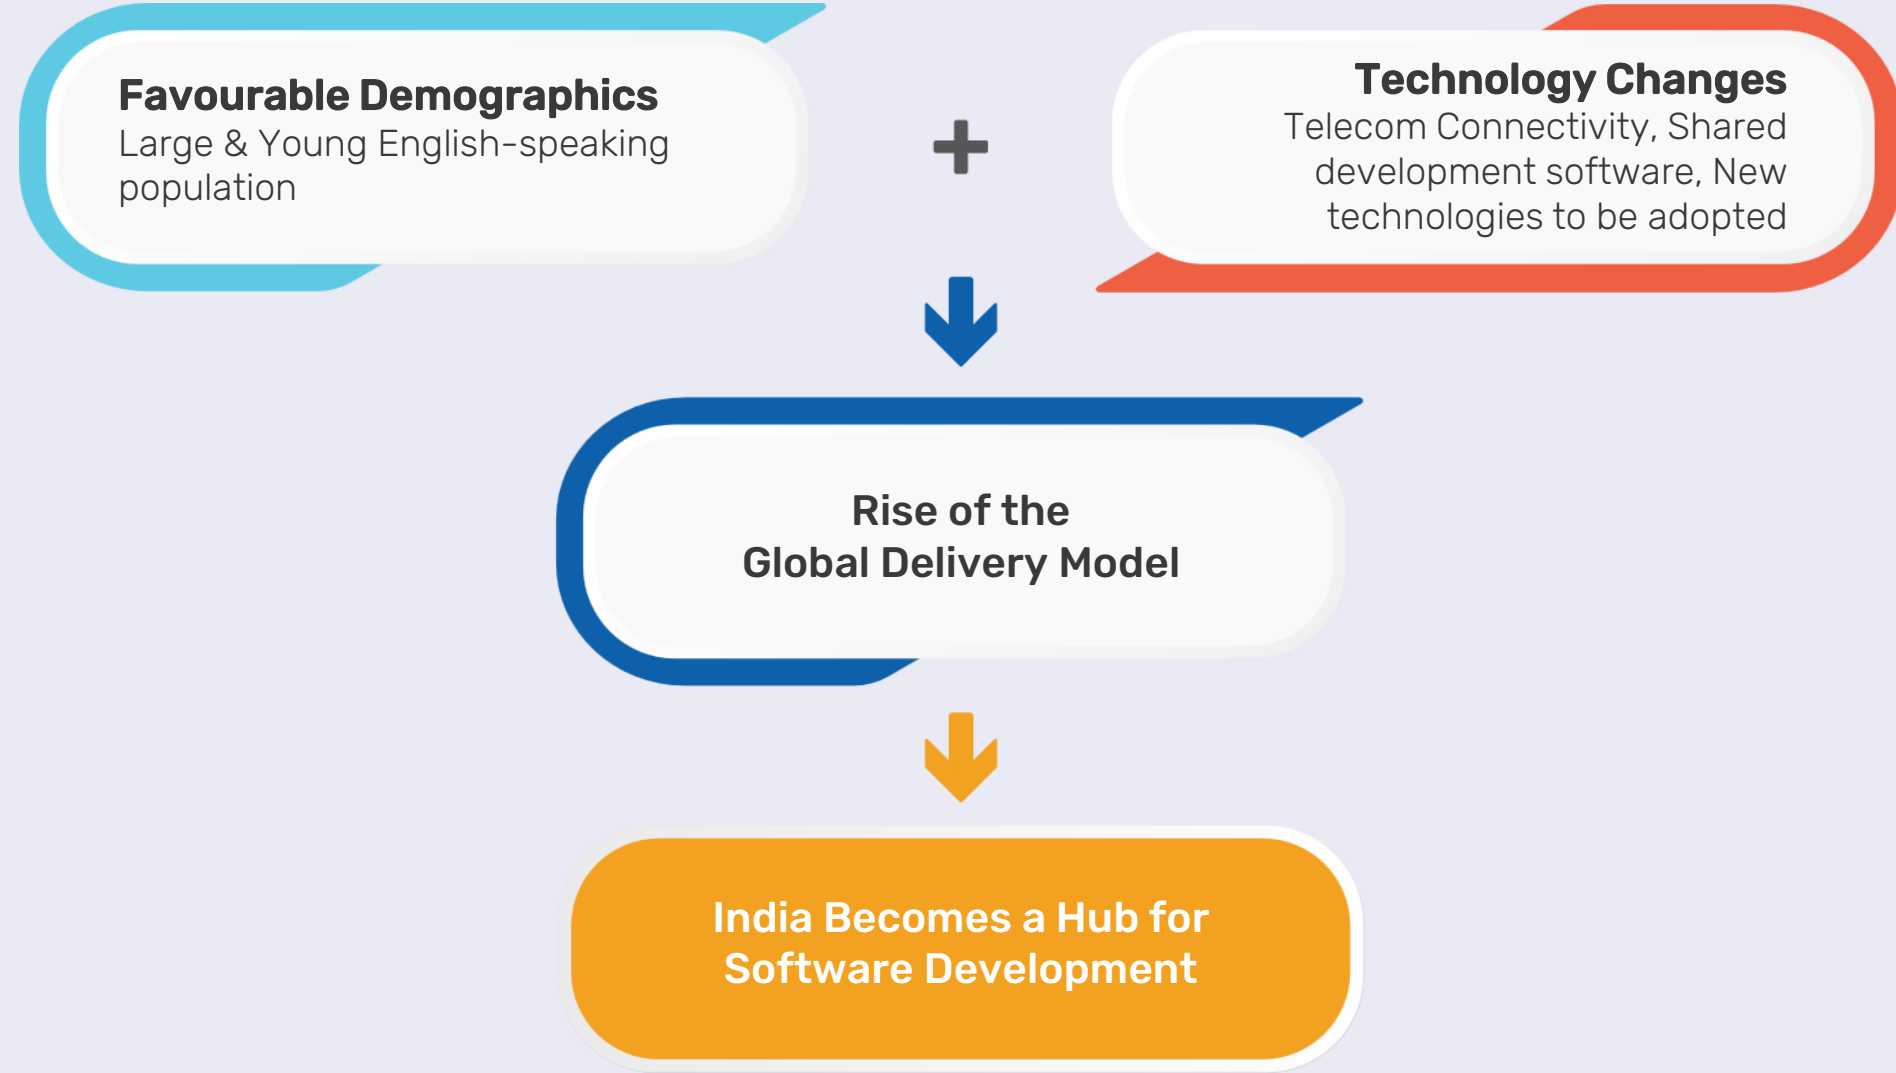 Favourable Demographics
Large & Young English-speaking
population
Technology Changes
Telecom Connectivity, Shared
development software, New
technologies to be adopted
Rise of the
Global Delivery Model
India Becomes a Hub for
Software Development